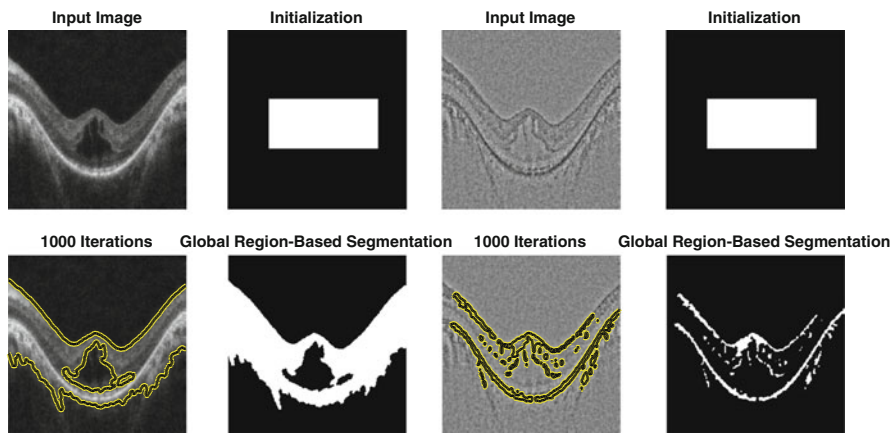 Input Image
Initialization
Input Image
Initialization
1000 Iterations
Global Region-Based Segmentation
1000 Iterations
Global Region-Based Segmentation